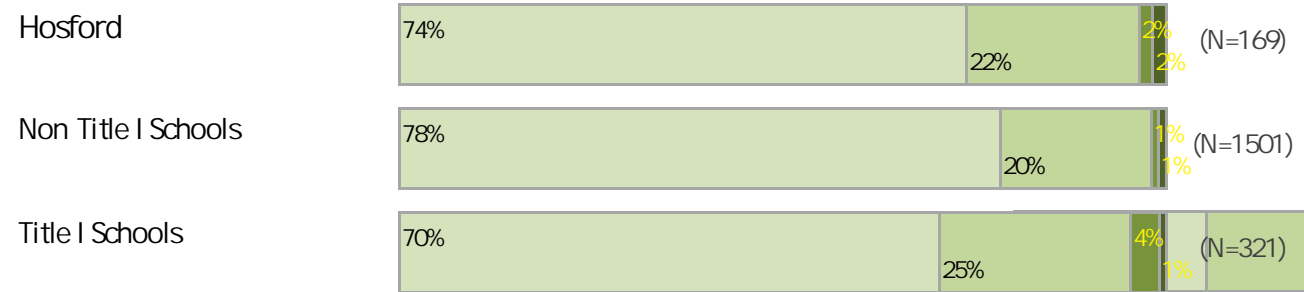 Hosford 74% 22% 2% 2% (N=169)
Non Title I Schools 78% 20% 1% 1% (N=1501)
Title I Schools 70% 25% 4% 1% (N=321)